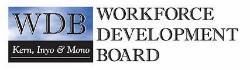 WDB
Kern, Inyo & Mono
WORKFORCE
DEVELOPMENT
BOARD